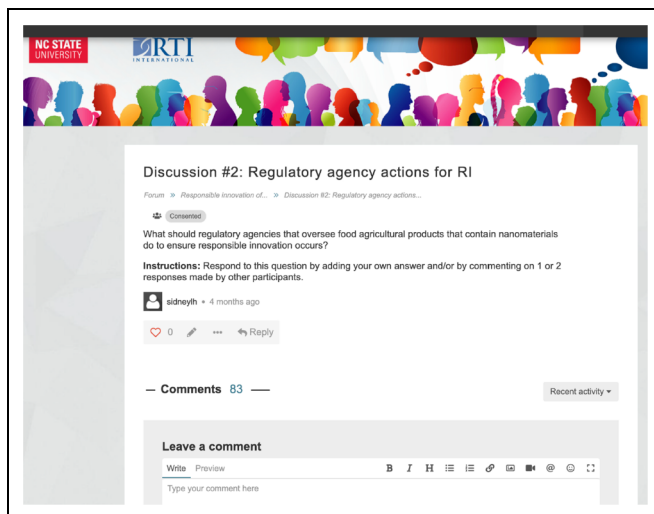 NC STATE
UNIVERSITY
RTI
INTERNATIONAL
Discussion #2: Regulatory agency actions for RI
Forum » Responsible innovation of... » Discussion #2: Regulatory agency actions...
Consented
What should regulatory agencies that oversee food agricultural products that contain nanomaterials
do to ensure responsible innovation occurs?
Instructions: Respond to this question by adding your own answer and/or by commenting on 1 or 2
responses made by other participants.
sidneylh • 4 months ago
0 ••• Reply
— Comments 83 —
Recent activity
Leave a comment
Write Preview B I H @
Type your comment here